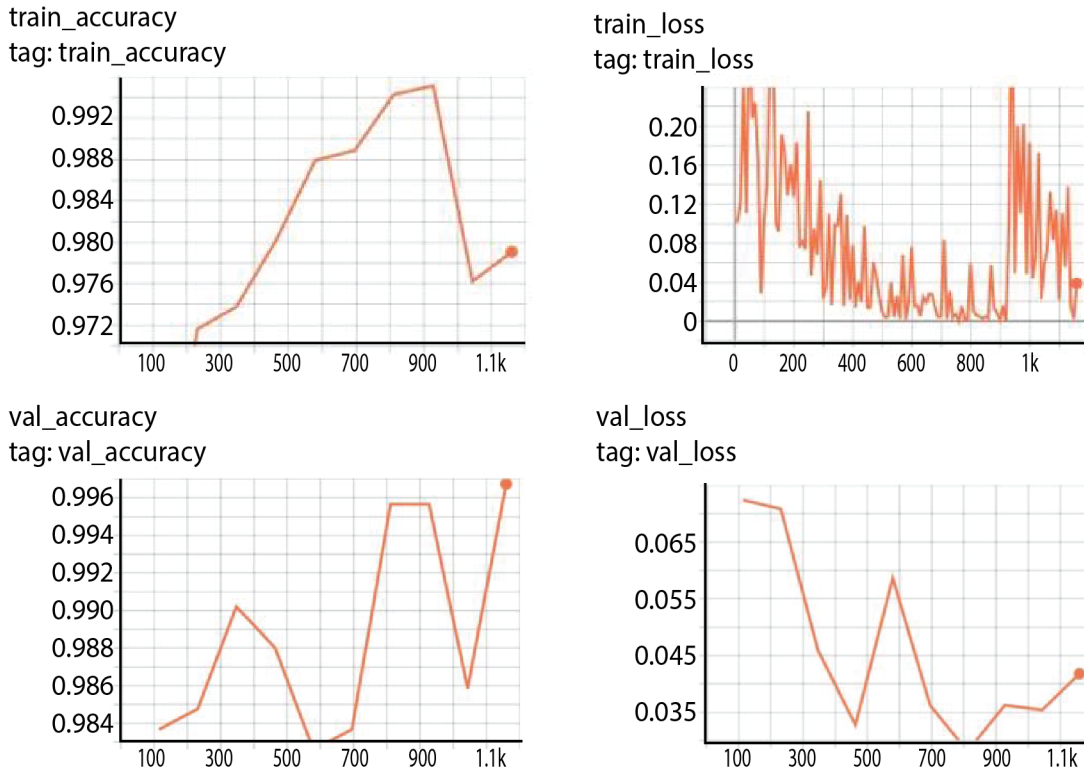 train_accuracy
tag: train_accuracy
0.992
0.988
0.984
0.980
0.976
0.972
100 300 500 700 900 1.1k
train_loss
tag: train_loss
0.20
0.16
0.12
0.08
0.04
0
0 200 400 600 800 1k
val_accuracy
tag: val_accuracy
0.996
0.994
0.992
0.990
0.988
0.986
0.984
100 300 500 700 900 1.1k
val_loss
tag: val_loss
0.065
0.055
0.045
0.035
100 300 500 700 900 1.1k